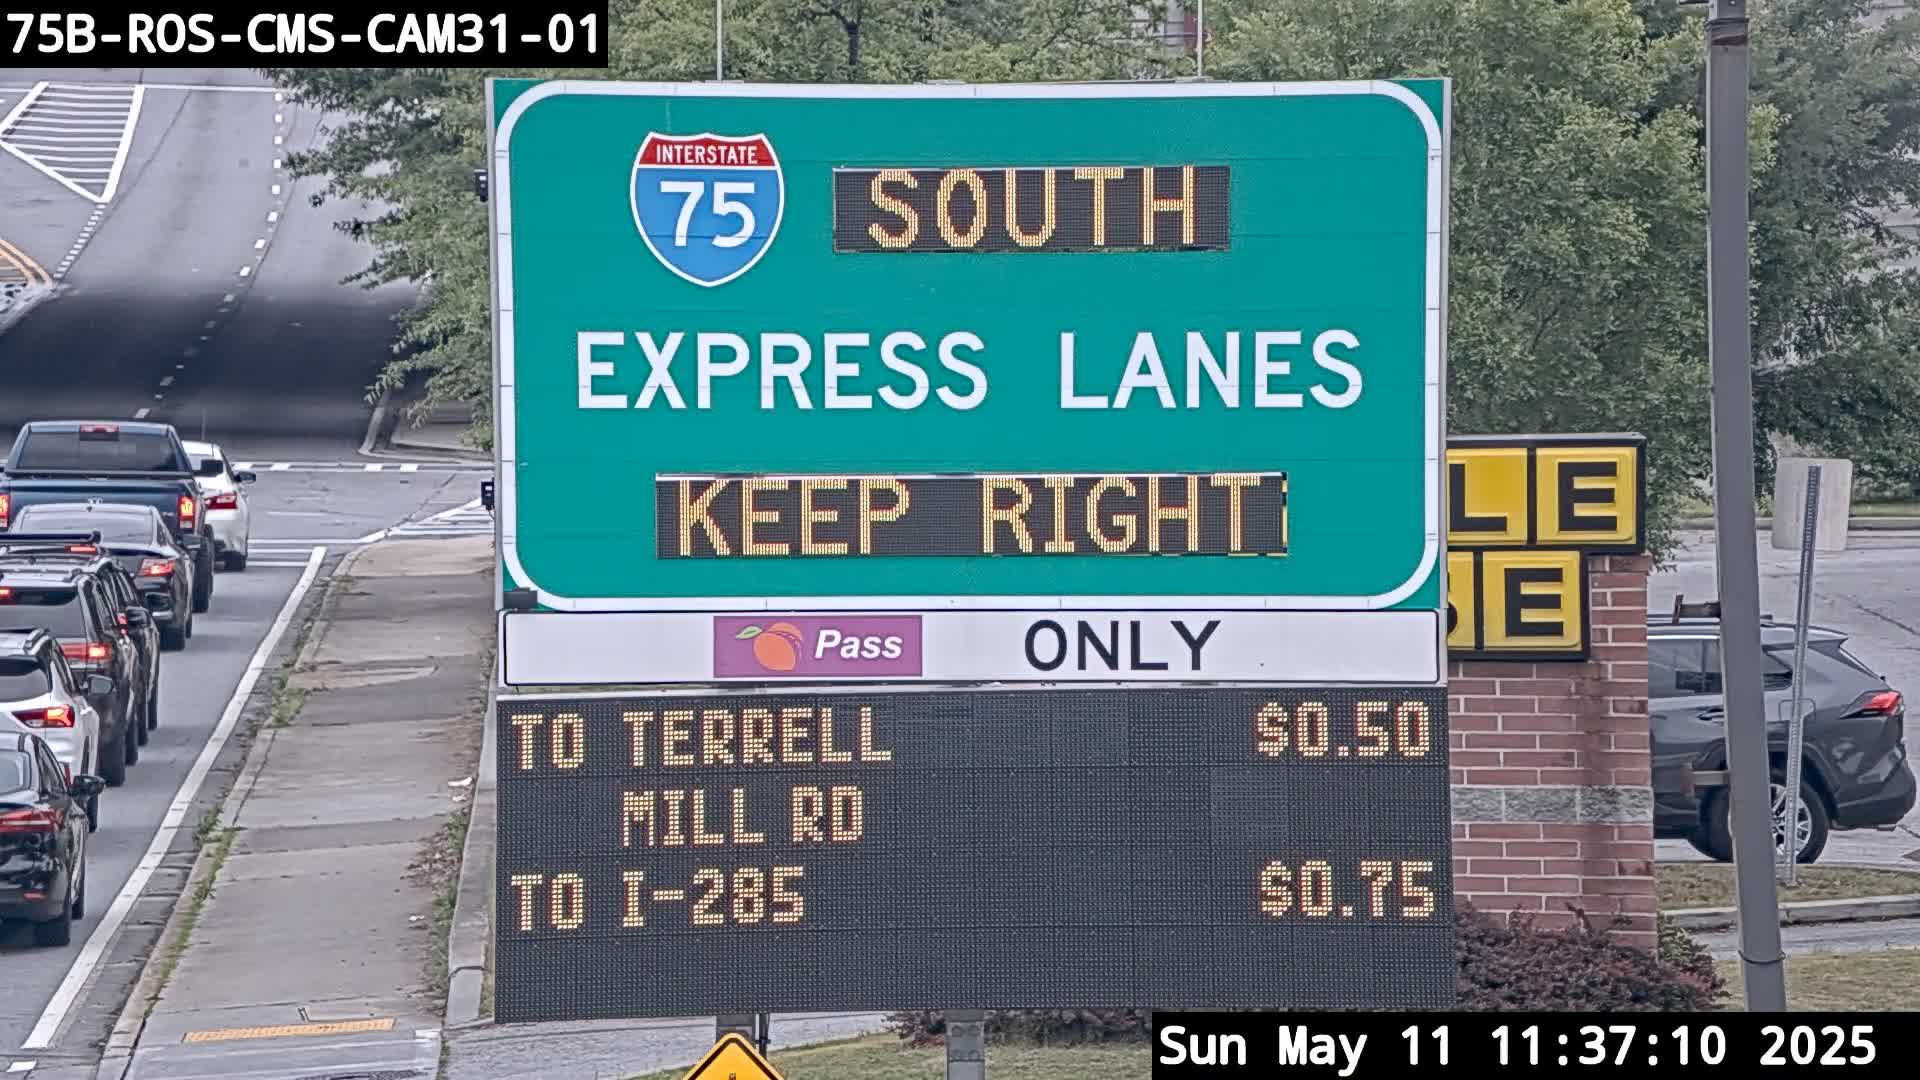 75B-ROS-CMS-CAM31-01
INTERSTATE
75
SOUTH
EXPRESS LANES
KEEP RIGHT
Pass ONLY
TO TERRELL $0.50
MILL RD
TO I-285 $0.75
LE
E
Sun May 11 11:37:10 2025